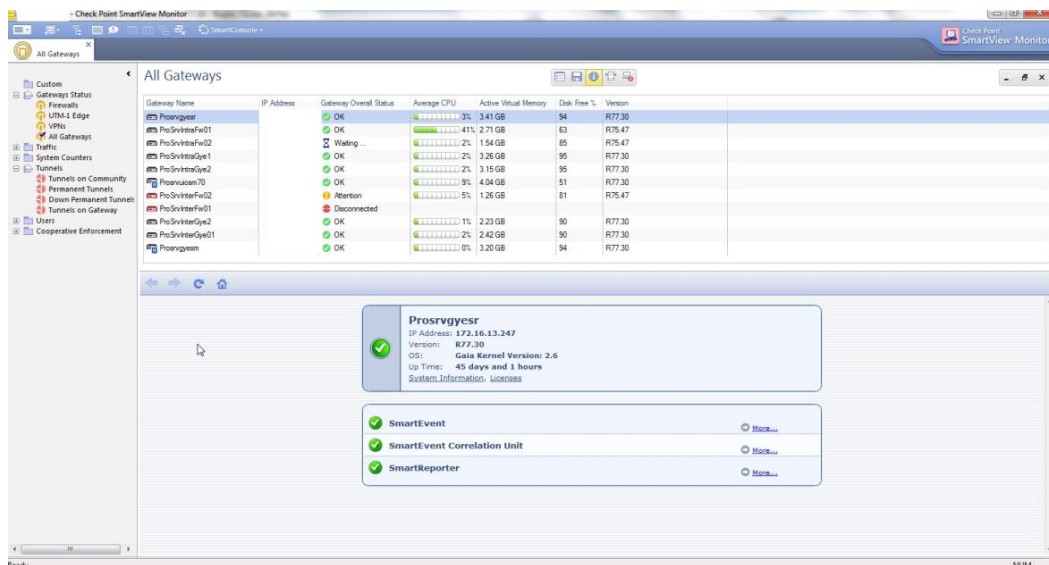 - Check Point SmartView Monitor
SmartConsole
Check Point
SmartView Monitor
All Gateways
Custom
Gateways Status
Firewalls
UTM-1 Edge
VPNs
All Gateways
Traffic
System Counters
Tunnels
Tunnels on Community
Permanent Tunnels
Down Permanent Tunnels
Tunnels on Gateway
Users
Cooperative Enforcement
All Gateways
Gateway Name IP Address Gateway Overall Status Average CPU Active Virtual Memory Disk Free % Version
Prosrvgyesr OK 3% 3.41 GB 94 R77.30
ProSrvIntraFw01 OK 41% 2.71 GB 63 R75.47
ProSrvIntraFw02 Waiting ... 2% 1.54 GB 85 R75.47
ProSrvIntraGye1 OK 2% 3.26 GB 95 R77.30
ProSrvIntraGye2 OK 2% 3.15 GB 95 R77.30
Prosrvuiosm70 OK 9% 4.04 GB 51 R77.30
ProSrvInterFw02 Attention 5% 1.26 GB 81 R75.47
ProSrvInterFw01 Disconnected
ProSrvInterGye2 OK 1% 2.23 GB 90 R77.30
ProSrvInterGye01 OK 2% 2.42 GB 90 R77.30
Prosrvgyesm OK 0% 3.20 GB 94 R77.30
Prosrvgyesr
IP Address: 172.16.13.247
Version: R77.30
OS: Gaia Kernel Version: 2.6
Up Time: 45 days and 1 hours
System Information, Licenses
SmartEvent More...
SmartEvent Correlation Unit More...
SmartReporter More...
Ready NUM